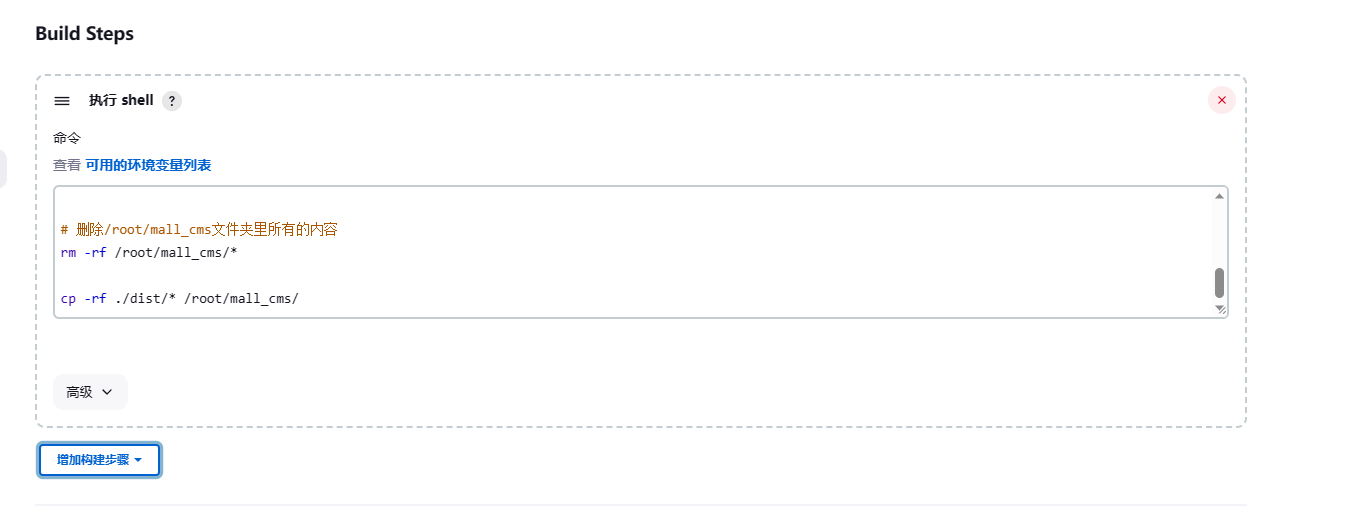 Build Steps
执行 shell ?
命令
查看 可用的环境变量列表
# 删除/root/mall_cms文件夹里所有的内容
rm -rf /root/mall_cms/*
cp -rf ./dist/* /root/mall_cms/
高级
增加构建步骤